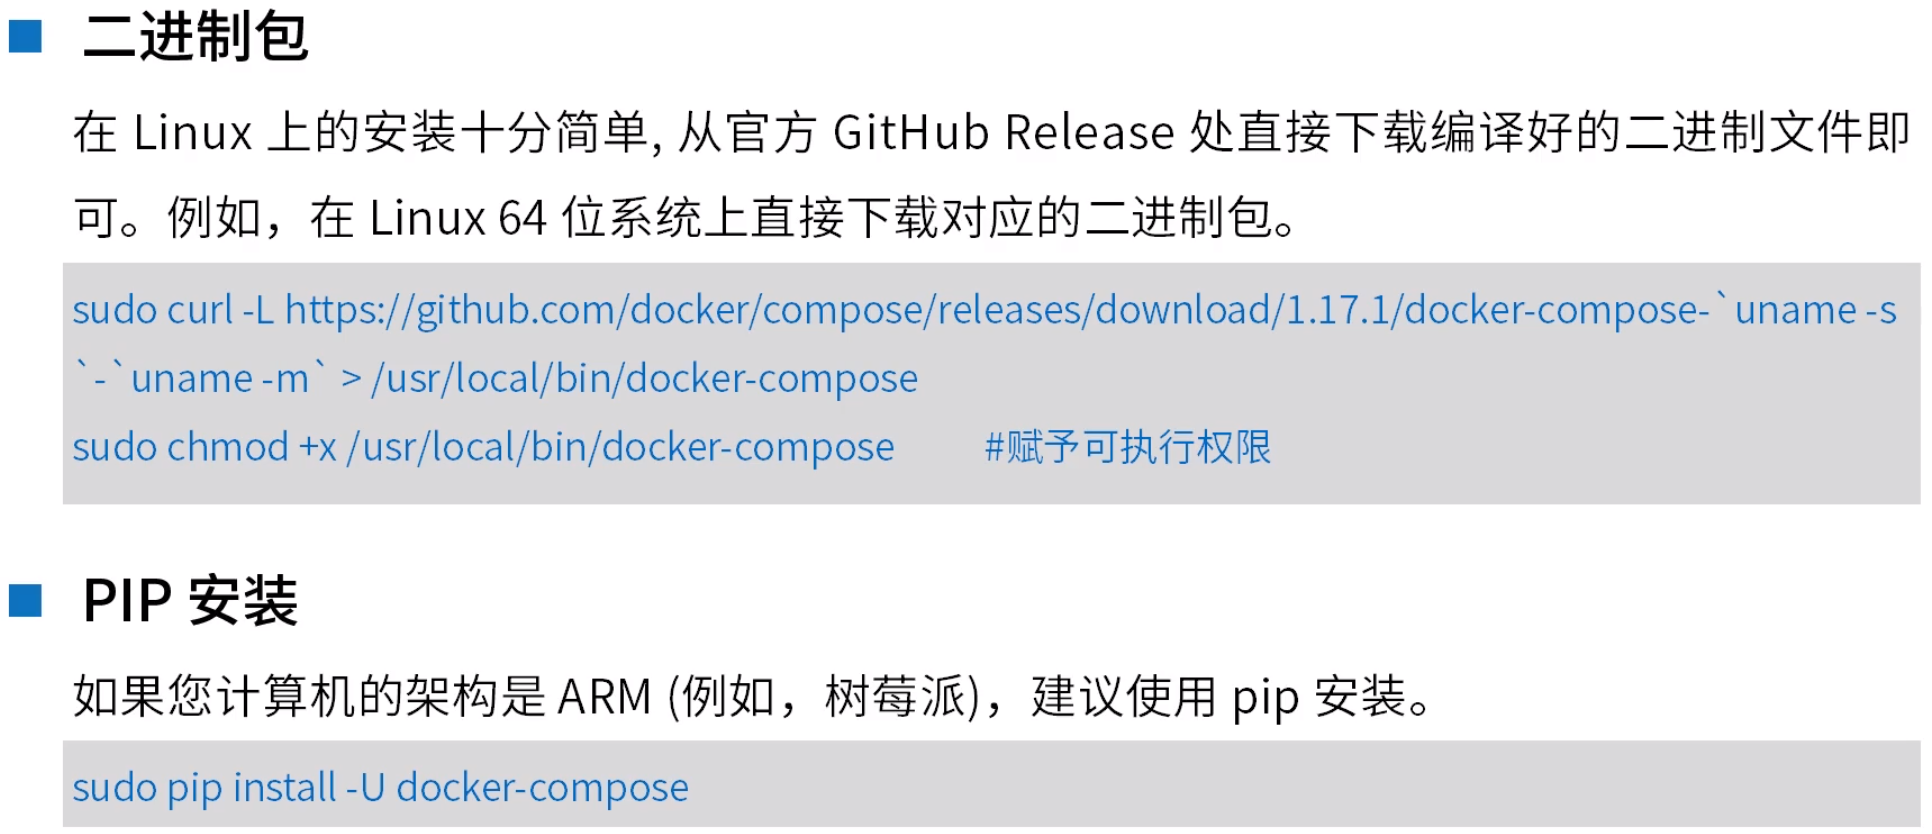 二进制包
在 Linux 上的安装十分简单, 从官方 GitHub Release 处直接下载编译好的二进制文件即
可。例如，在 Linux 64 位系统上直接下载对应的二进制包。
sudo curl -L https://github.com/docker/compose/releases/download/1.17.1/docker-compose-`uname -s
`-`uname -m` > /usr/local/bin/docker-compose
sudo chmod +x /usr/local/bin/docker-compose #赋予可执行权限
PIP 安装
如果您计算机的架构是 ARM (例如，树莓派)，建议使用 pip 安装。
sudo pip install -U docker-compose